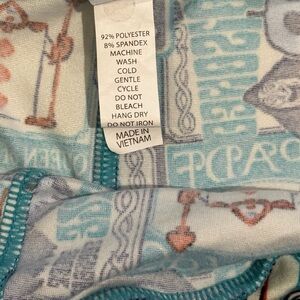 92% POLYESTER
8% SPANDEX
MACHINE
WASH
COLD
GENTLE
CYCLE
DO NOT
BLEACH
HANG DRY
DO NOT IRON
MADE IN
VIETNAM